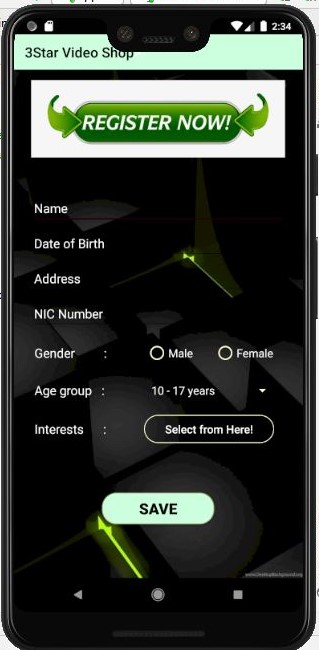 2:34
3Star Video Shop
REGISTER NOW!
Name
Date of Birth
Address
NIC Number
Gender : Male Female
Age group : 10 - 17 years
Interests : Select from Here!
SAVE